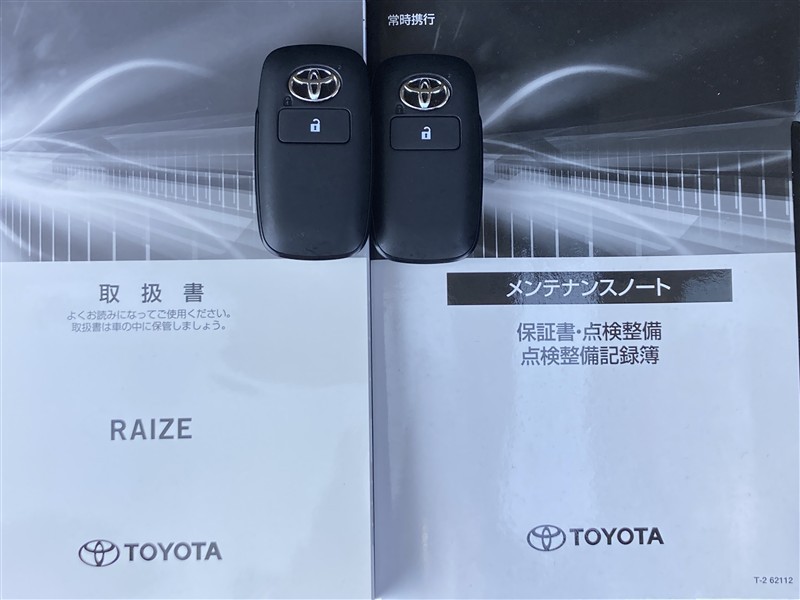 取扱書
よくお読みになってご使用ください。
取扱書は車の中に保管しましょう。
RAIZE
TOYOTA
常時携行
メンテナンスノート
保証書・点検整備
点検整備記録簿
TOYOTA
T-2 62112